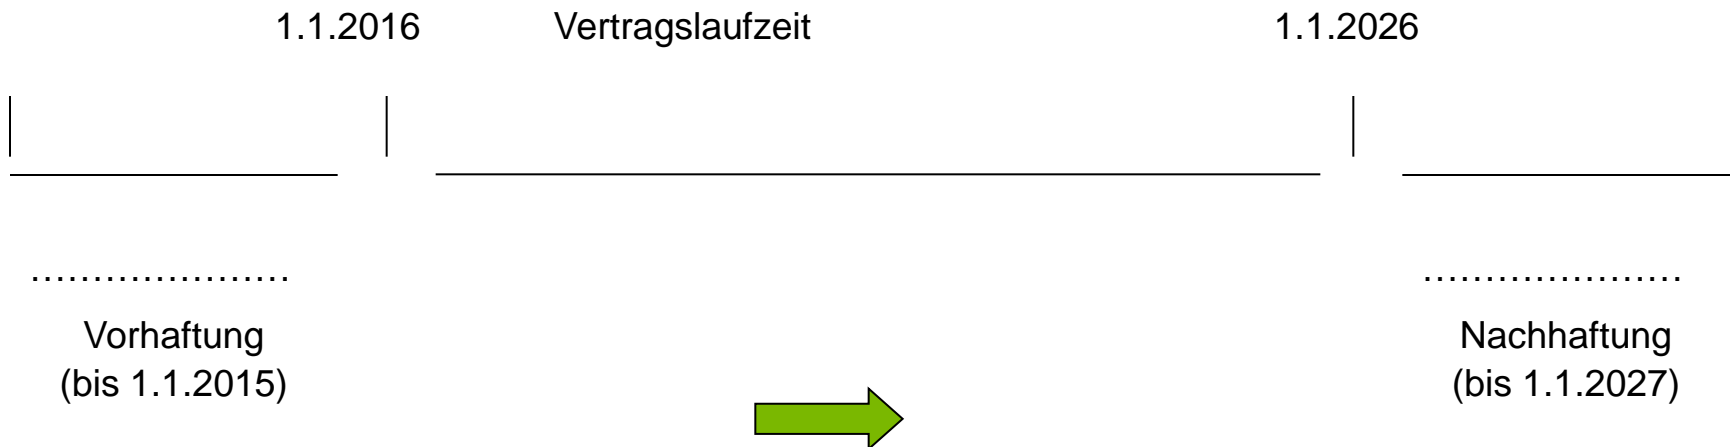 1.1.2016 Vertragslaufzeit 1.1.2026
………………… …………………
Vorhaftung Nachhaftung
(bis 1.1.2015) (bis 1.1.2027)